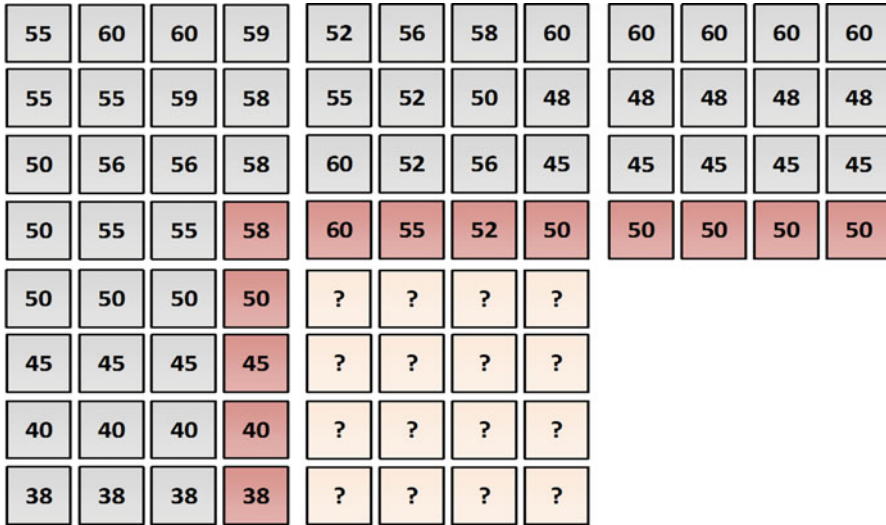 55 60 60 59 52 56 58 60 60 60 60 60
55 55 59 58 55 52 50 48 48 48 48 48
50 56 56 58 60 52 56 45 45 45 45 45
50 55 55 58 60 55 52 50 50 50 50 50
50 50 50 50 ? ? ? ?
45 45 45 45 ? ? ? ?
40 40 40 40 ? ? ? ?
38 38 38 38 ? ? ? ?